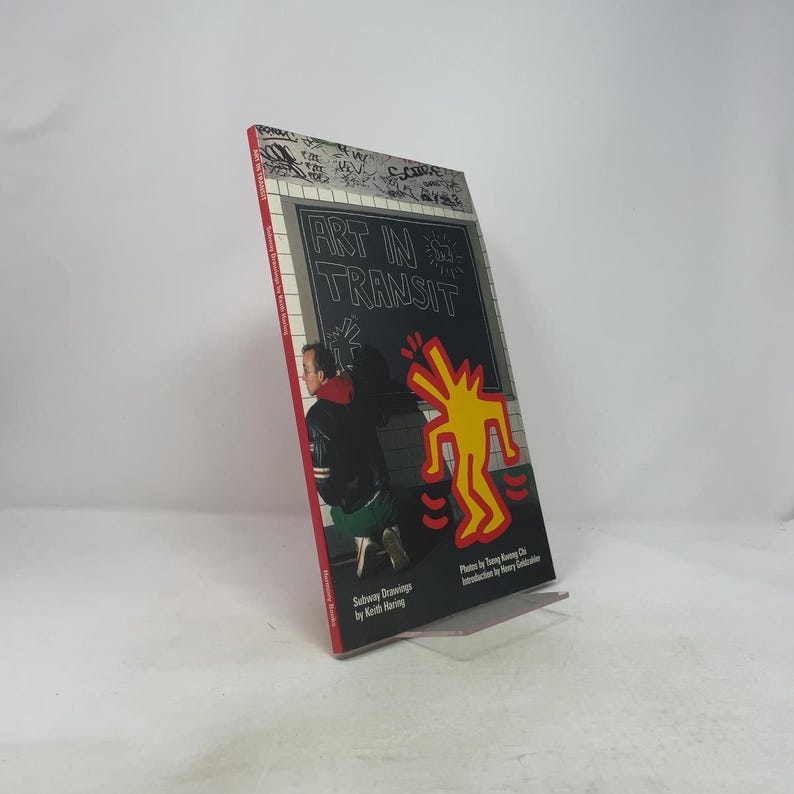 ART IN TRANSIT
Subway Drawings by Keith Haring
Harmony Books
SCOPE
ART IN
TRANSIT
Subway Drawings
by Keith Haring
Photos by Tseng Kwong Chi
Introduction by Henry Geldzahler